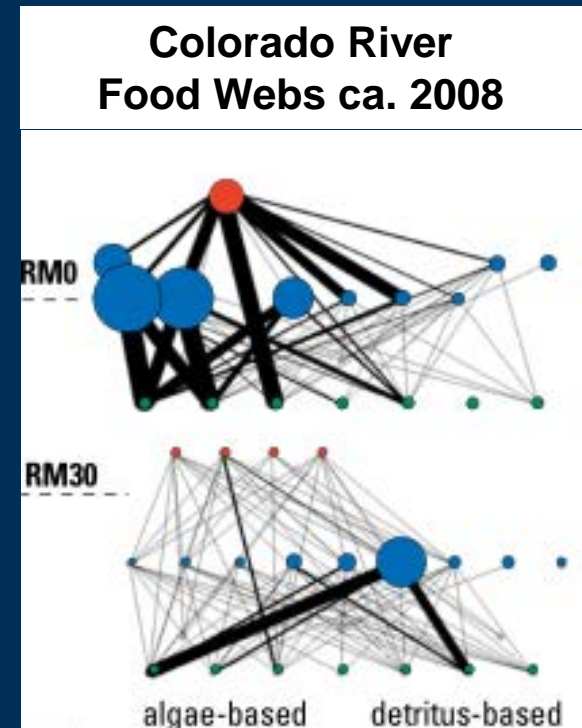 Colorado River
Food Webs ca. 2008
RM0
RM30
algae-based detritus-based